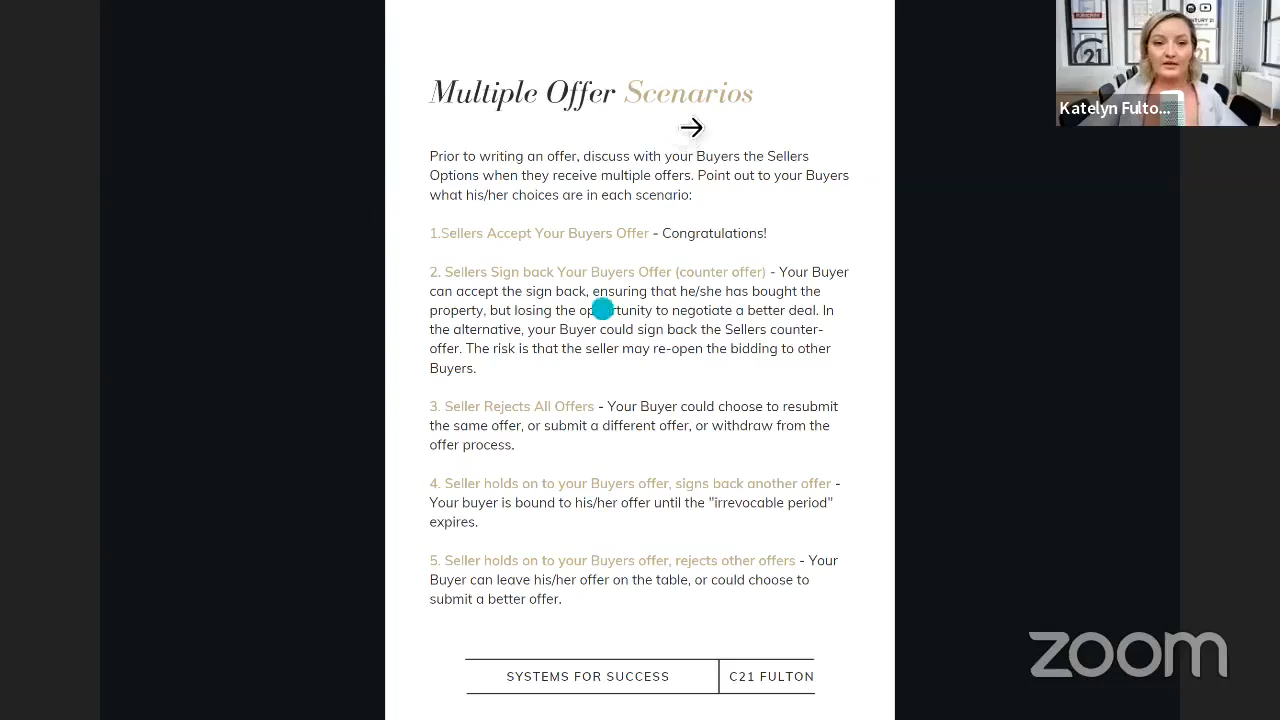 Multiple Offer Scenarios
Prior to writing an offer, discuss with your Buyers the Sellers
Options when they receive multiple offers. Point out to your Buyers
what his/her choices are in each scenario:
1.Sellers Accept Your Buyers Offer - Congratulations!
2. Sellers Sign back Your Buyers Offer (counter offer) - Your Buyer
can accept the sign back, ensuring that he/she has bought the
property, but losing the opportunity to negotiate a better deal. In
the alternative, your Buyer could sign back the Sellers counter-
offer. The risk is that the seller may re-open the bidding to other
Buyers.
3. Seller Rejects All Offers - Your Buyer could choose to resubmit
the same offer, or submit a different offer, or withdraw from the
offer process.
4. Seller holds on to your Buyers offer, signs back another offer -
Your buyer is bound to his/her offer until the "irrevocable period"
expires.
5. Seller holds on to your Buyers offer, rejects other offers - Your
Buyer can leave his/her offer on the table, or could choose to
submit a better offer.
SYSTEMS FOR SUCCESS
C21 FULTON
21
21
Katelyn Fulto...
zoom